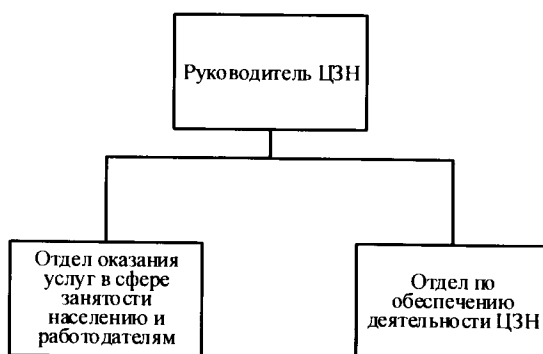 Руководитель ЦЗН
Отдел оказания
услуг в сфере
занятости
населению и
работодателям
Отдел по
обеспечению
деятельности ЦЗН